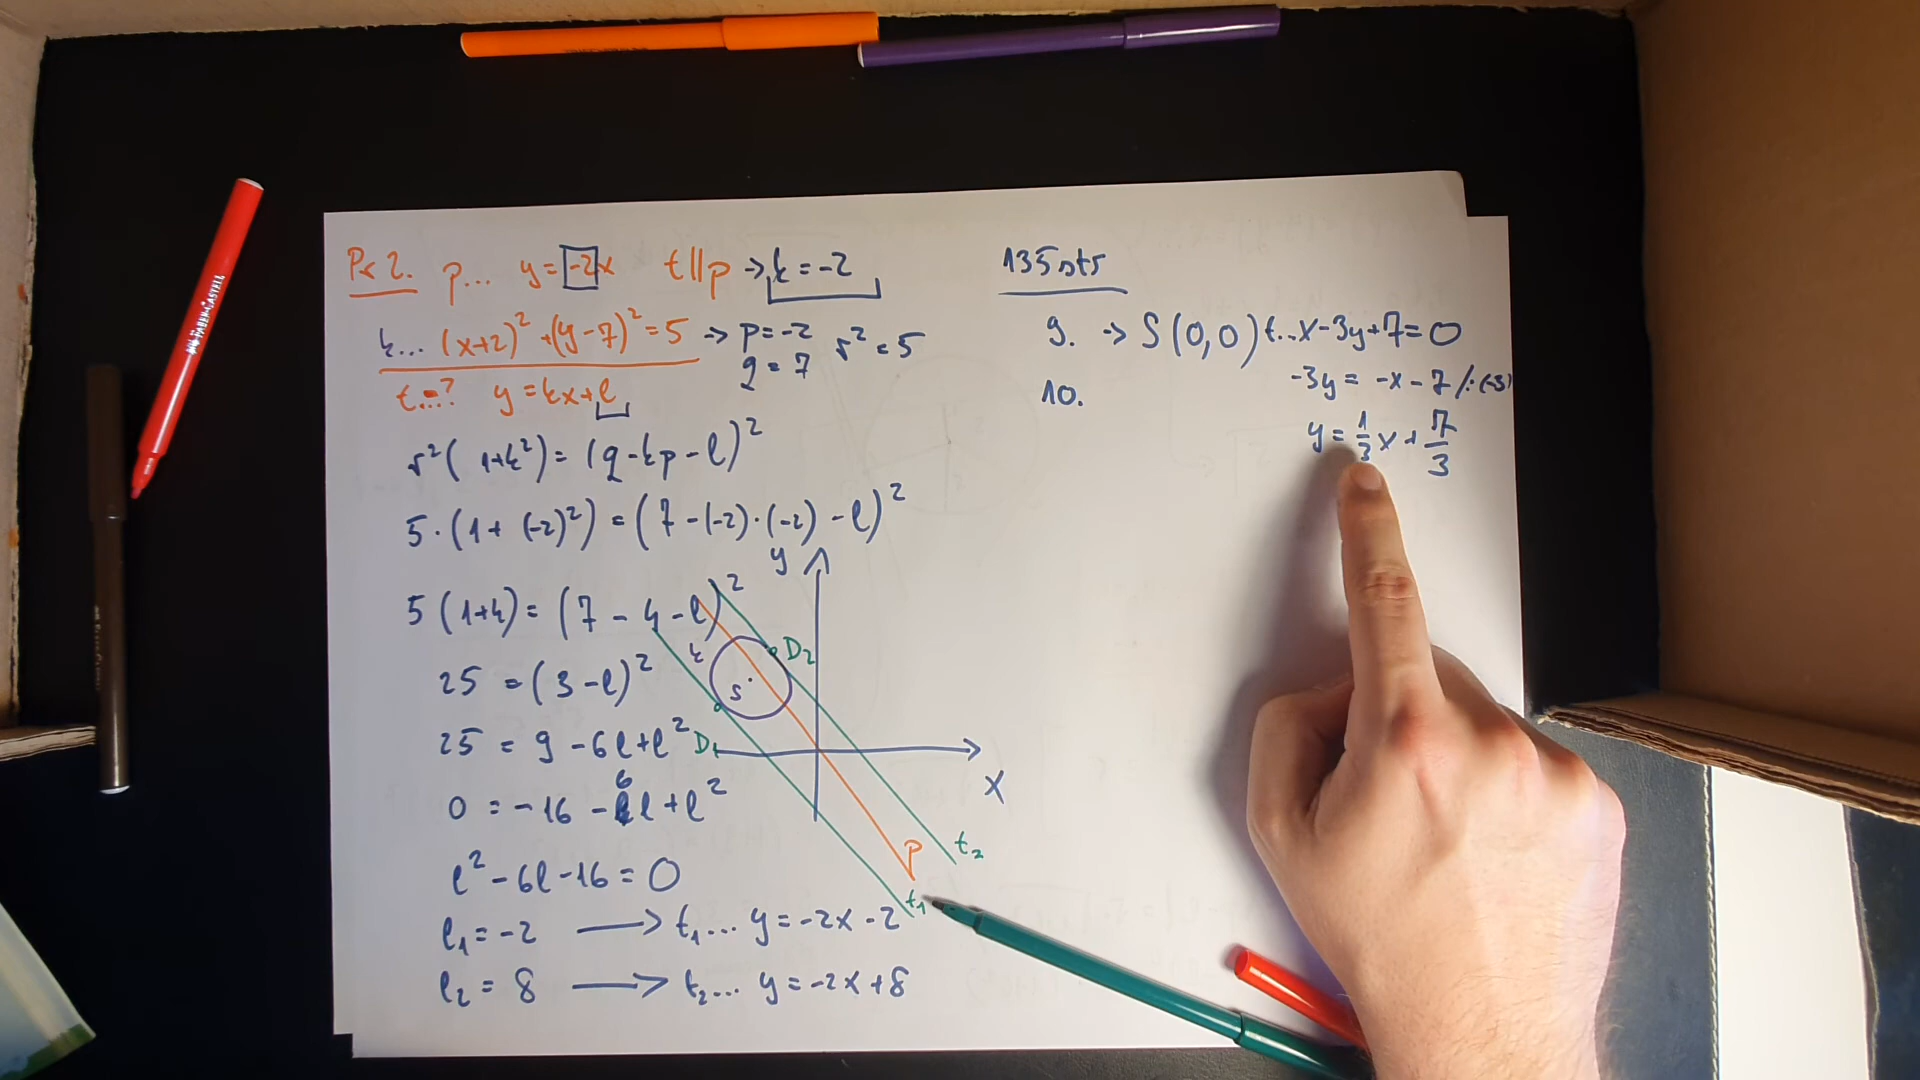 Pr 2. p... y=-2x t||p → k=-2
k... (x+2)²+(y-7)²=5 → p=-2 r²=5
q=7
t...? y=kx+l
r²(1+k²)=(q-kp-l)²
5·(1+(-2)²)=(7-(-2)·(-2)-l)²
5(1+4)=(7-4-l)²
25=(3-l)²
25=9-6l+l²
0=-16-6l+l²
l²-6l-16=0
l₁=-2 → t₁... y=-2x-2
l₂=8 → t₂... y=-2x+8
y
x
k
S
D₂
D₁
p
t₂
t₁
135str
9. → S(0,0) t...x-3y+7=0
-3y=-x-7/:(-3)
y=1/3x+7/3
10.
FABER-CASTELL